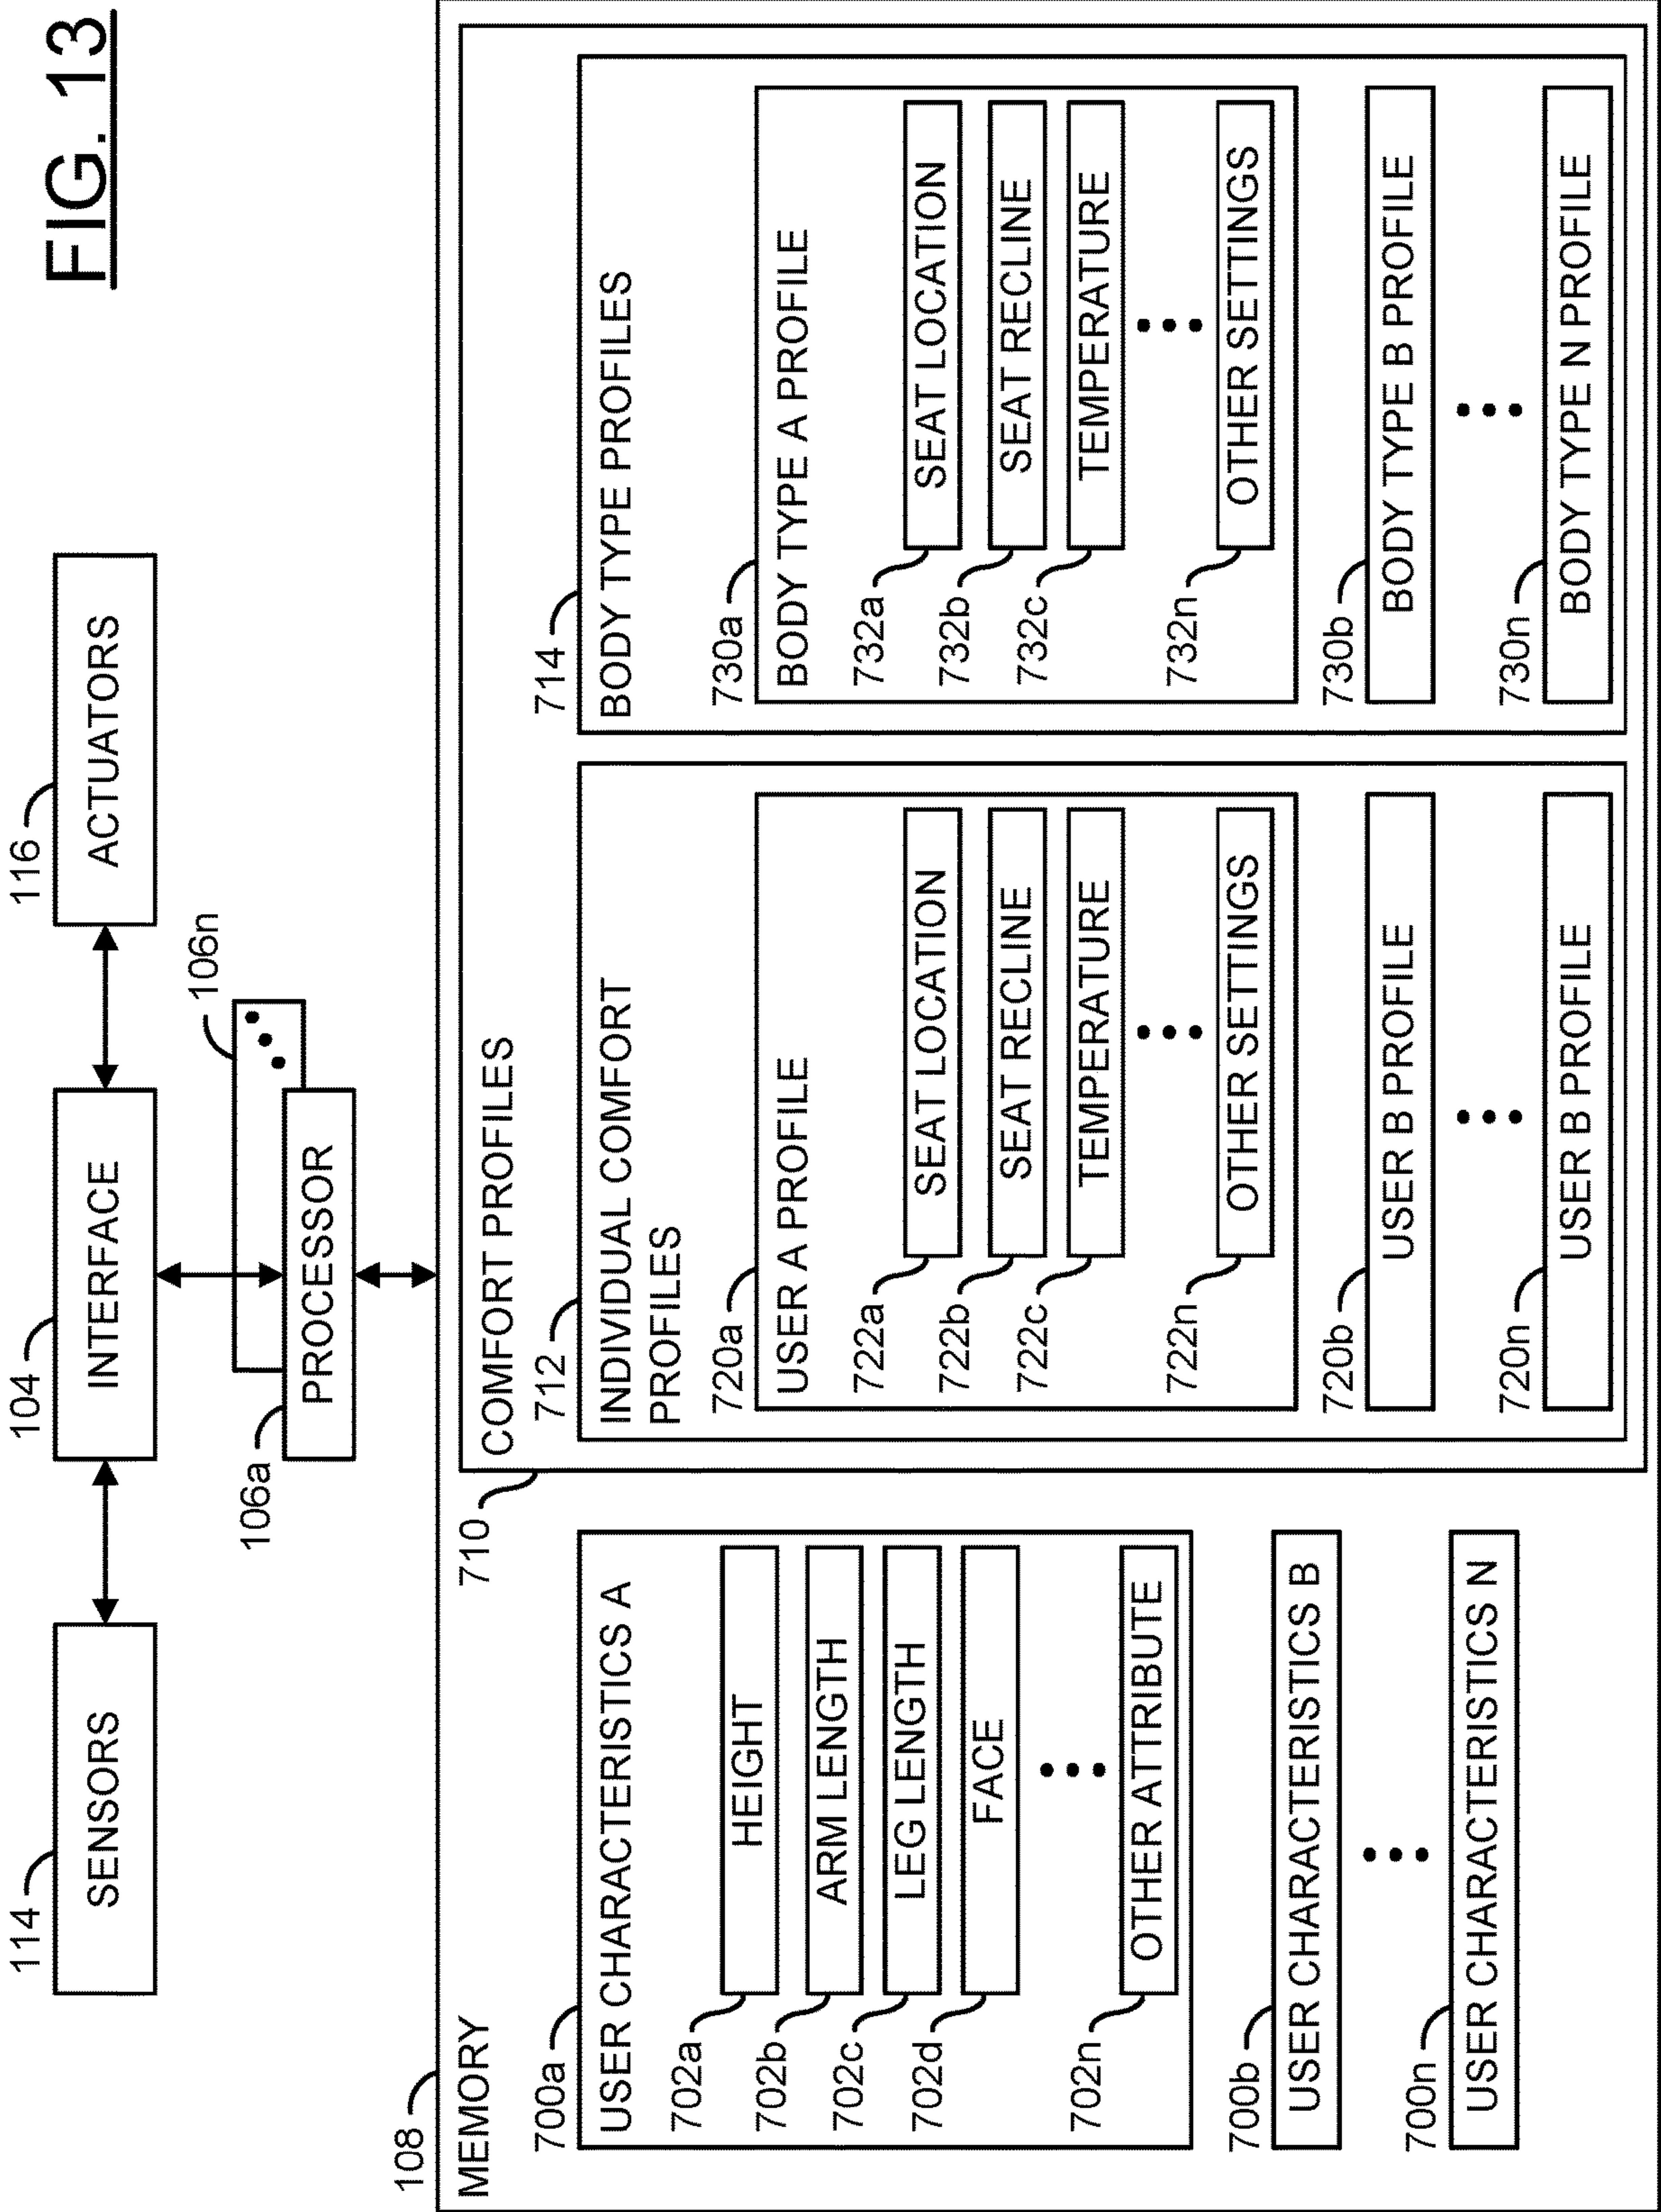 FIG. 13
114
104
116
SENSORS
INTERFACE
ACTUATORS
106n
106a
PROCESSOR
108
MEMORY
700a
USER CHARACTERISTICS A
702a
HEIGHT
702b
ARM LENGTH
702c
LEG LENGTH
702d
FACE
702n
OTHER ATTRIBUTE
700b
USER CHARACTERISTICS B
700n
USER CHARACTERISTICS N
710
COMFORT PROFILES
712
INDIVIDUAL COMFORT
PROFILES
720a
USER A PROFILE
722a
SEAT LOCATION
722b
SEAT RECLINE
722c
TEMPERATURE
722n
OTHER SETTINGS
720b
USER B PROFILE
720n
USER B PROFILE
714
BODY TYPE PROFILES
730a
BODY TYPE A PROFILE
732a
SEAT LOCATION
732b
SEAT RECLINE
732c
TEMPERATURE
732n
OTHER SETTINGS
730b
BODY TYPE B PROFILE
730n
BODY TYPE N PROFILE